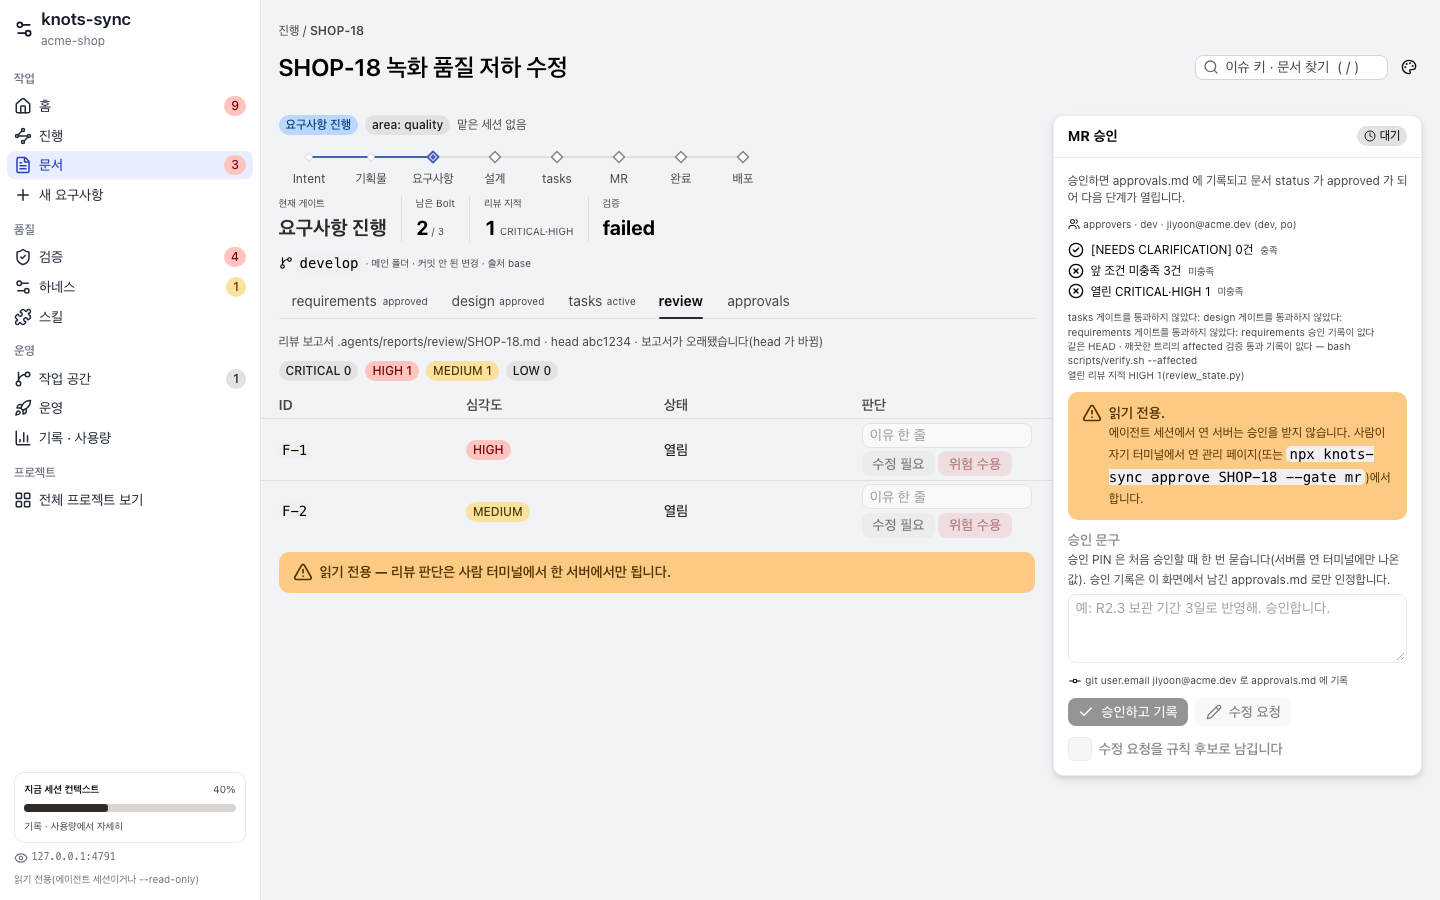 knots-sync
acme-shop
작업
홈 9
진행
문서 3
새 요구사항
품질
검증 4
하네스 1
스킬
운영
작업 공간 1
운영
기록 · 사용량
프로젝트
전체 프로젝트 보기
지금 세션 컨텍스트 40%
기록 · 사용량에서 자세히
127.0.0.1:4791
읽기 전용(에이전트 세션이거나 --read-only)
진행 / SHOP-18
SHOP-18 녹화 품질 저하 수정
이슈 키 · 문서 찾기 ( / )
요구사항 진행 area: quality 맡은 세션 없음
Intent 기획물 요구사항 설계 tasks MR 완료 배포
현재 게이트 남은 Bolt 리뷰 지적 검증
요구사항 진행 2 / 3 1 CRITICAL·HIGH failed
develop · 메인 폴더 · 커밋 안 된 변경 · 출처 base
requirements approved design approved tasks active review approvals
리뷰 보고서 .agents/reports/review/SHOP-18.md · head abc1234 · 보고서가 오래됐습니다(head 가 바뀜)
CRITICAL 0 HIGH 1 MEDIUM 1 LOW 0
ID 심각도 상태 판단
F-1 HIGH 열림 이유 한 줄
수정 필요 위험 수용
F-2 MEDIUM 열림 이유 한 줄
수정 필요 위험 수용
읽기 전용 — 리뷰 판단은 사람 터미널에서 한 서버에서만 됩니다.
MR 승인 대기
승인하면 approvals.md 에 기록되고 문서 status 가 approved 가 되
어 다음 단계가 열립니다.
approvers · dev · jiyoon@acme.dev (dev, po)
[NEEDS CLARIFICATION] 0건 충족
앞 조건 미충족 3건 미충족
열린 CRITICAL·HIGH 1 미충족
tasks 게이트를 통과하지 않았다: design 게이트를 통과하지 않았다:
requirements 게이트를 통과하지 않았다: requirements 승인 기록이 없다
같은 HEAD · 깨끗한 트리의 affected 검증 통과 기록이 없다 — bash
scripts/verify.sh --affected
열린 리뷰 지적 HIGH 1(review_state.py)
읽기 전용.
에이전트 세션에서 연 서버는 승인을 받지 않습니다. 사람이
자기 터미널에서 연 관리 페이지(또는 npx knots-
sync approve SHOP-18 --gate mr)에서
합니다.
승인 문구
승인 PIN 은 처음 승인할 때 한 번 묻습니다(서버를 연 터미널에만 나온
값). 승인 기록은 이 화면에서 남긴 approvals.md 로만 인정합니다.
예: R2.3 보관 기간 3일로 반영해. 승인합니다.
git user.email jiyoon@acme.dev 로 approvals.md 에 기록
승인하고 기록 수정 요청
수정 요청을 규칙 후보로 남깁니다